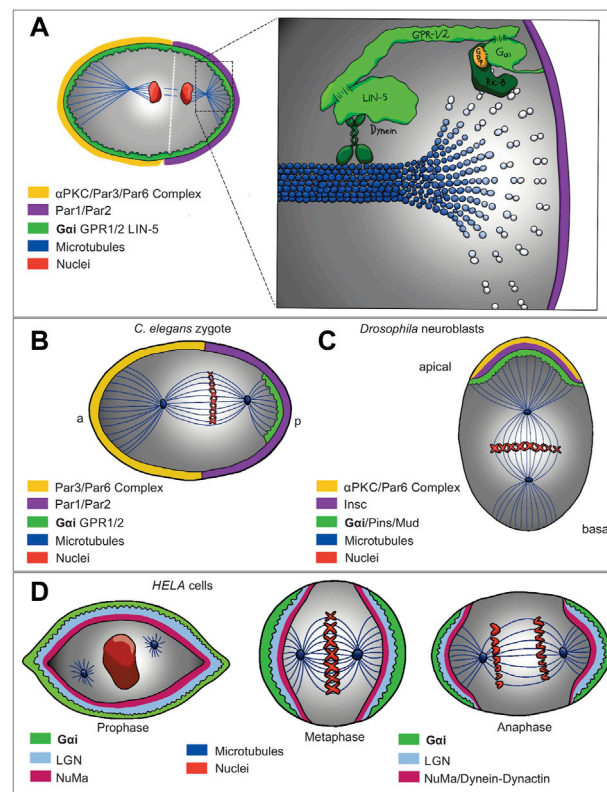 A
GPR-1/2
Gαi
GDP
Ric-8
LIN-5
Dynein
αPKC/Par3/Par6 Complex
Par1/Par2
Gαi GPR1/2 LIN-5
Microtubules
Nuclei
C. elegans zygote
B
a
p
Par3/Par6 Complex
Par1/Par2
Gαi GPR1/2
Microtubules
Nuclei
Drosophila neuroblasts
C
apical
basa
αPKC/Par6 Complex
Insc
Gαi/Pins/Mud
Microtubules
Nuclei
HELA cells
D
Prophase
Metaphase
Anaphase
Gαi
LGN
NuMa
Microtubules
Nuclei
Gαi
LGN
NuMa/Dynein-Dynactin